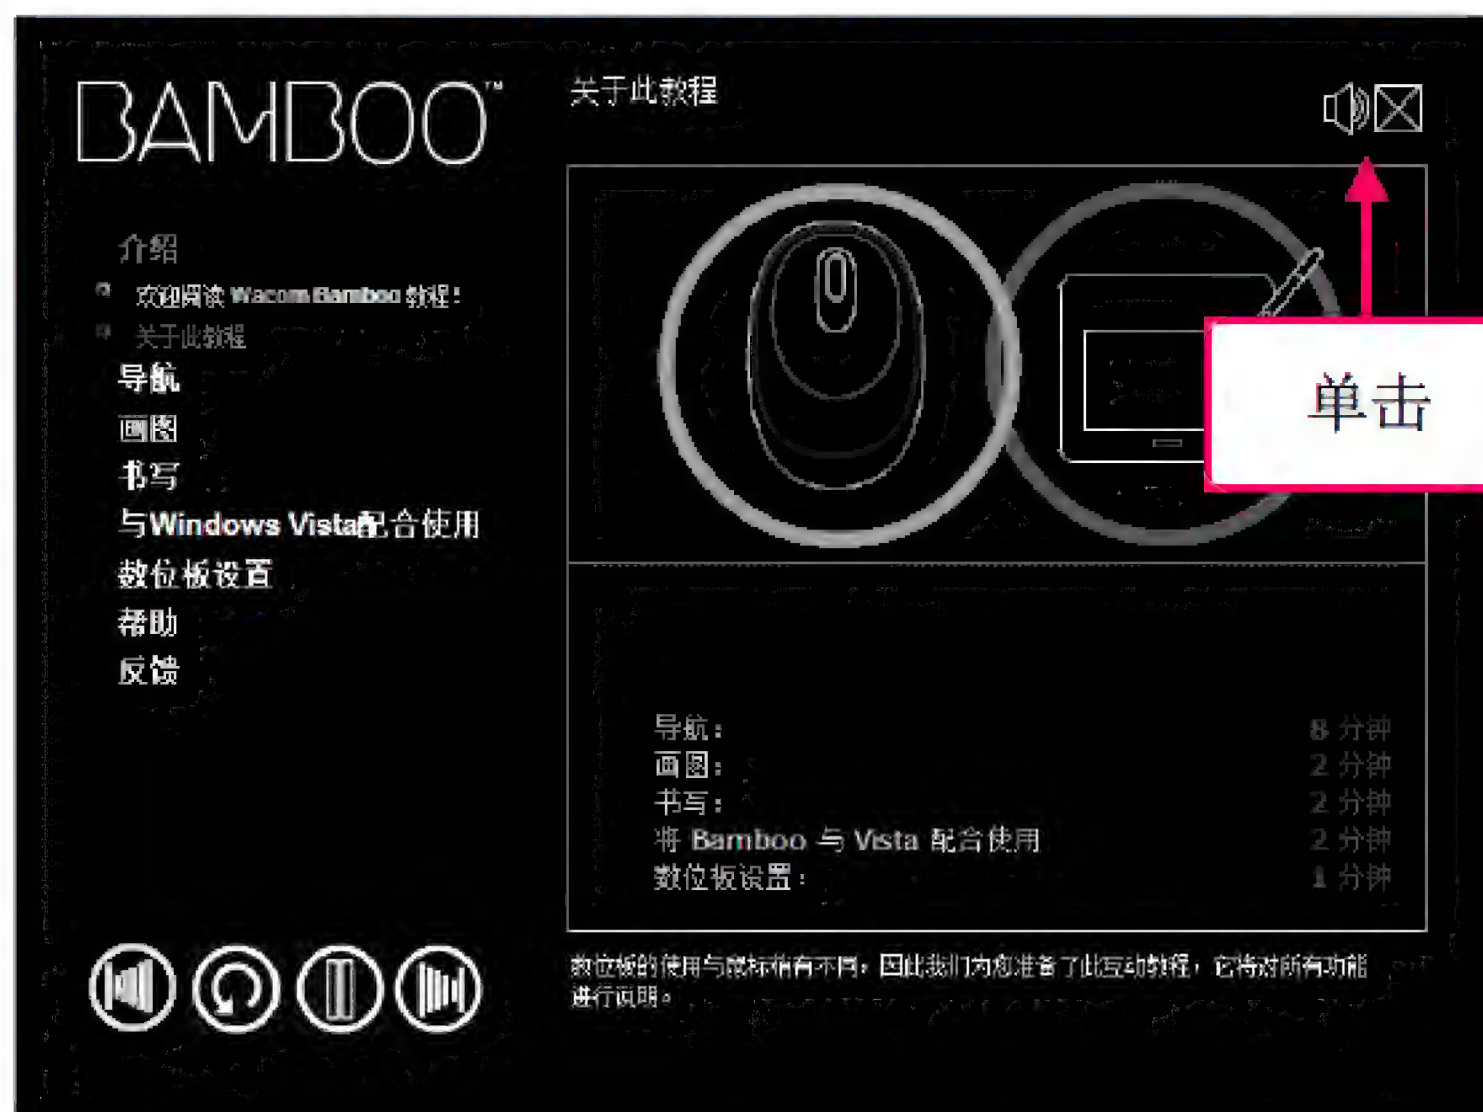 BAMBOO™
关于此教程
介绍
欢迎阅读 Wacom Bamboo 教程！
关于此教程
导航
画图
书写
与Windows Vista配合使用
数位板设置
帮助
反馈
单击
导航： 8 分钟
画图： 2 分钟
书写： 2 分钟
将 Bamboo 与 Vista 配合使用 2 分钟
数位板设置： 1 分钟
数位板的使用与鼠标稍有不同，因此我们为您准备了此互动教程，它将对所有功能
进行说明。